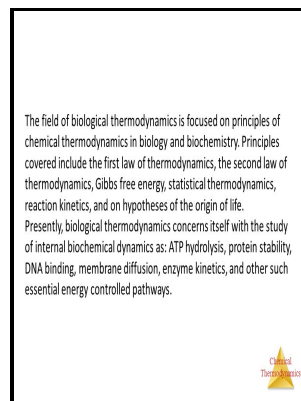 The field of biological thermodynamics is focused on principles of
chemical thermodynamics in biology and biochemistry. Principles
covered include the first law of thermodynamics, the second law of
thermodynamics, Gibbs free energy, statistical thermodynamics,
reaction kinetics, and on hypotheses of the origin of life.
Presently, biological thermodynamics concerns itself with the study
of internal biochemical dynamics as: ATP hydrolysis, protein stability,
DNA binding, membrane diffusion, enzyme kinetics, and other such
essential energy controlled pathways.
Chemical
Thermodynamics